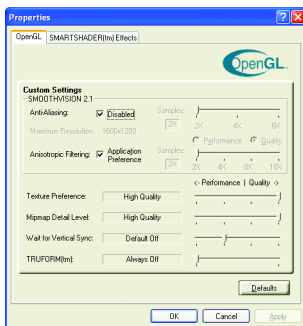 Properties
OpenGL SMARTSHADER(tm) Effects
OpenGL.
Custom Settings
SMOOTHVISION 2.1
Anti-Aliasing: Disabled Samples: 2X 2X 4X 6X
Maximum Resolution: 1600x1200
Performance Quality
Anisotropic Filtering: Application Preference Samples: 2X 2X 4X 8X 16X
<- Performance | Quality ->
Texture Preference: High Quality
Mipmap Detail Level: High Quality
Wait for Vertical Sync: Default Off
TRUFORM(tm): Always Off
Defaults
OK Cancel Apply